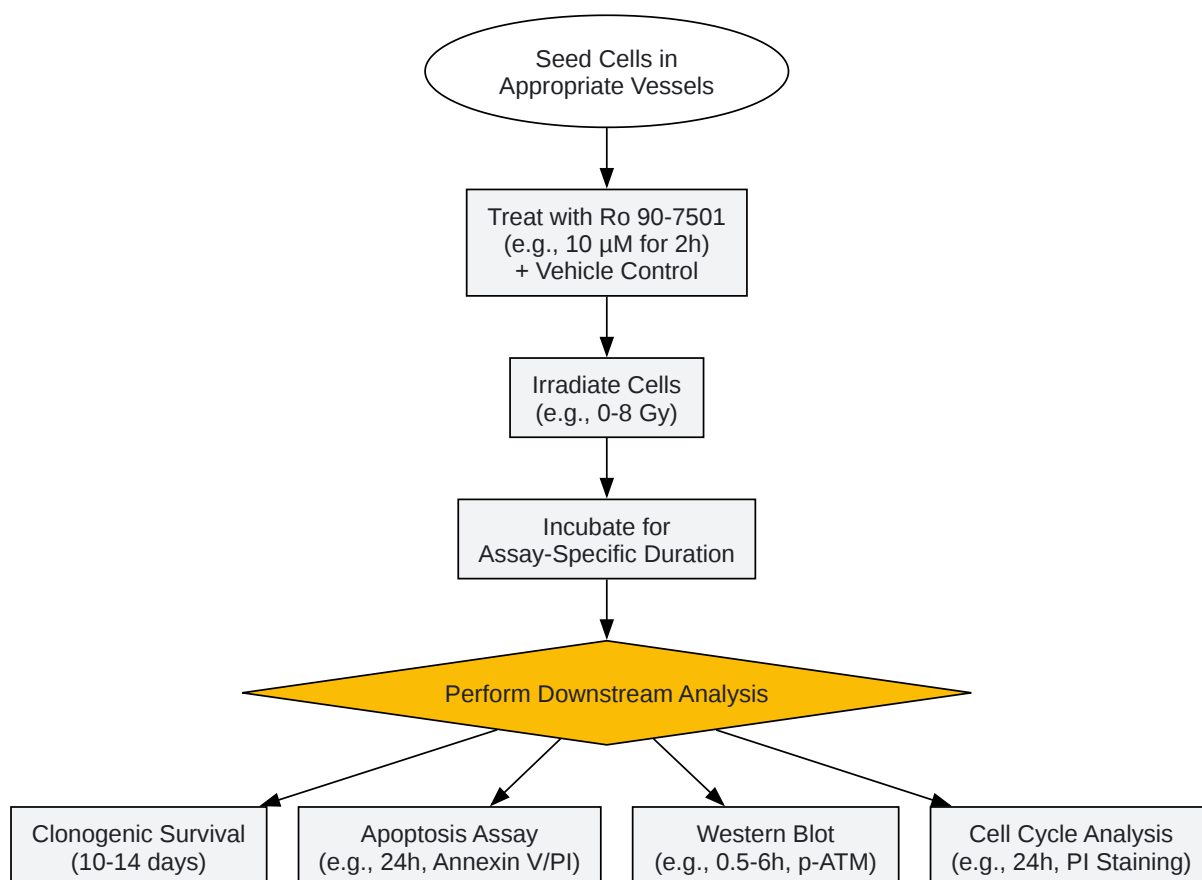 Seed Cells in
Appropriate Vessels
Treat with Ro 90-7501
(e.g., 10 µM for 2h)
+ Vehicle Control
Irradiate Cells
(e.g., 0-8 Gy)
Incubate for
Assay-Specific Duration
Perform Downstream Analysis
Clonogenic Survival
(10-14 days)
Apoptosis Assay
(e.g., 24h, Annexin V/PI)
Western Blot
(e.g., 0.5-6h, p-ATM)
Cell Cycle Analysis
(e.g., 24h, PI Staining)